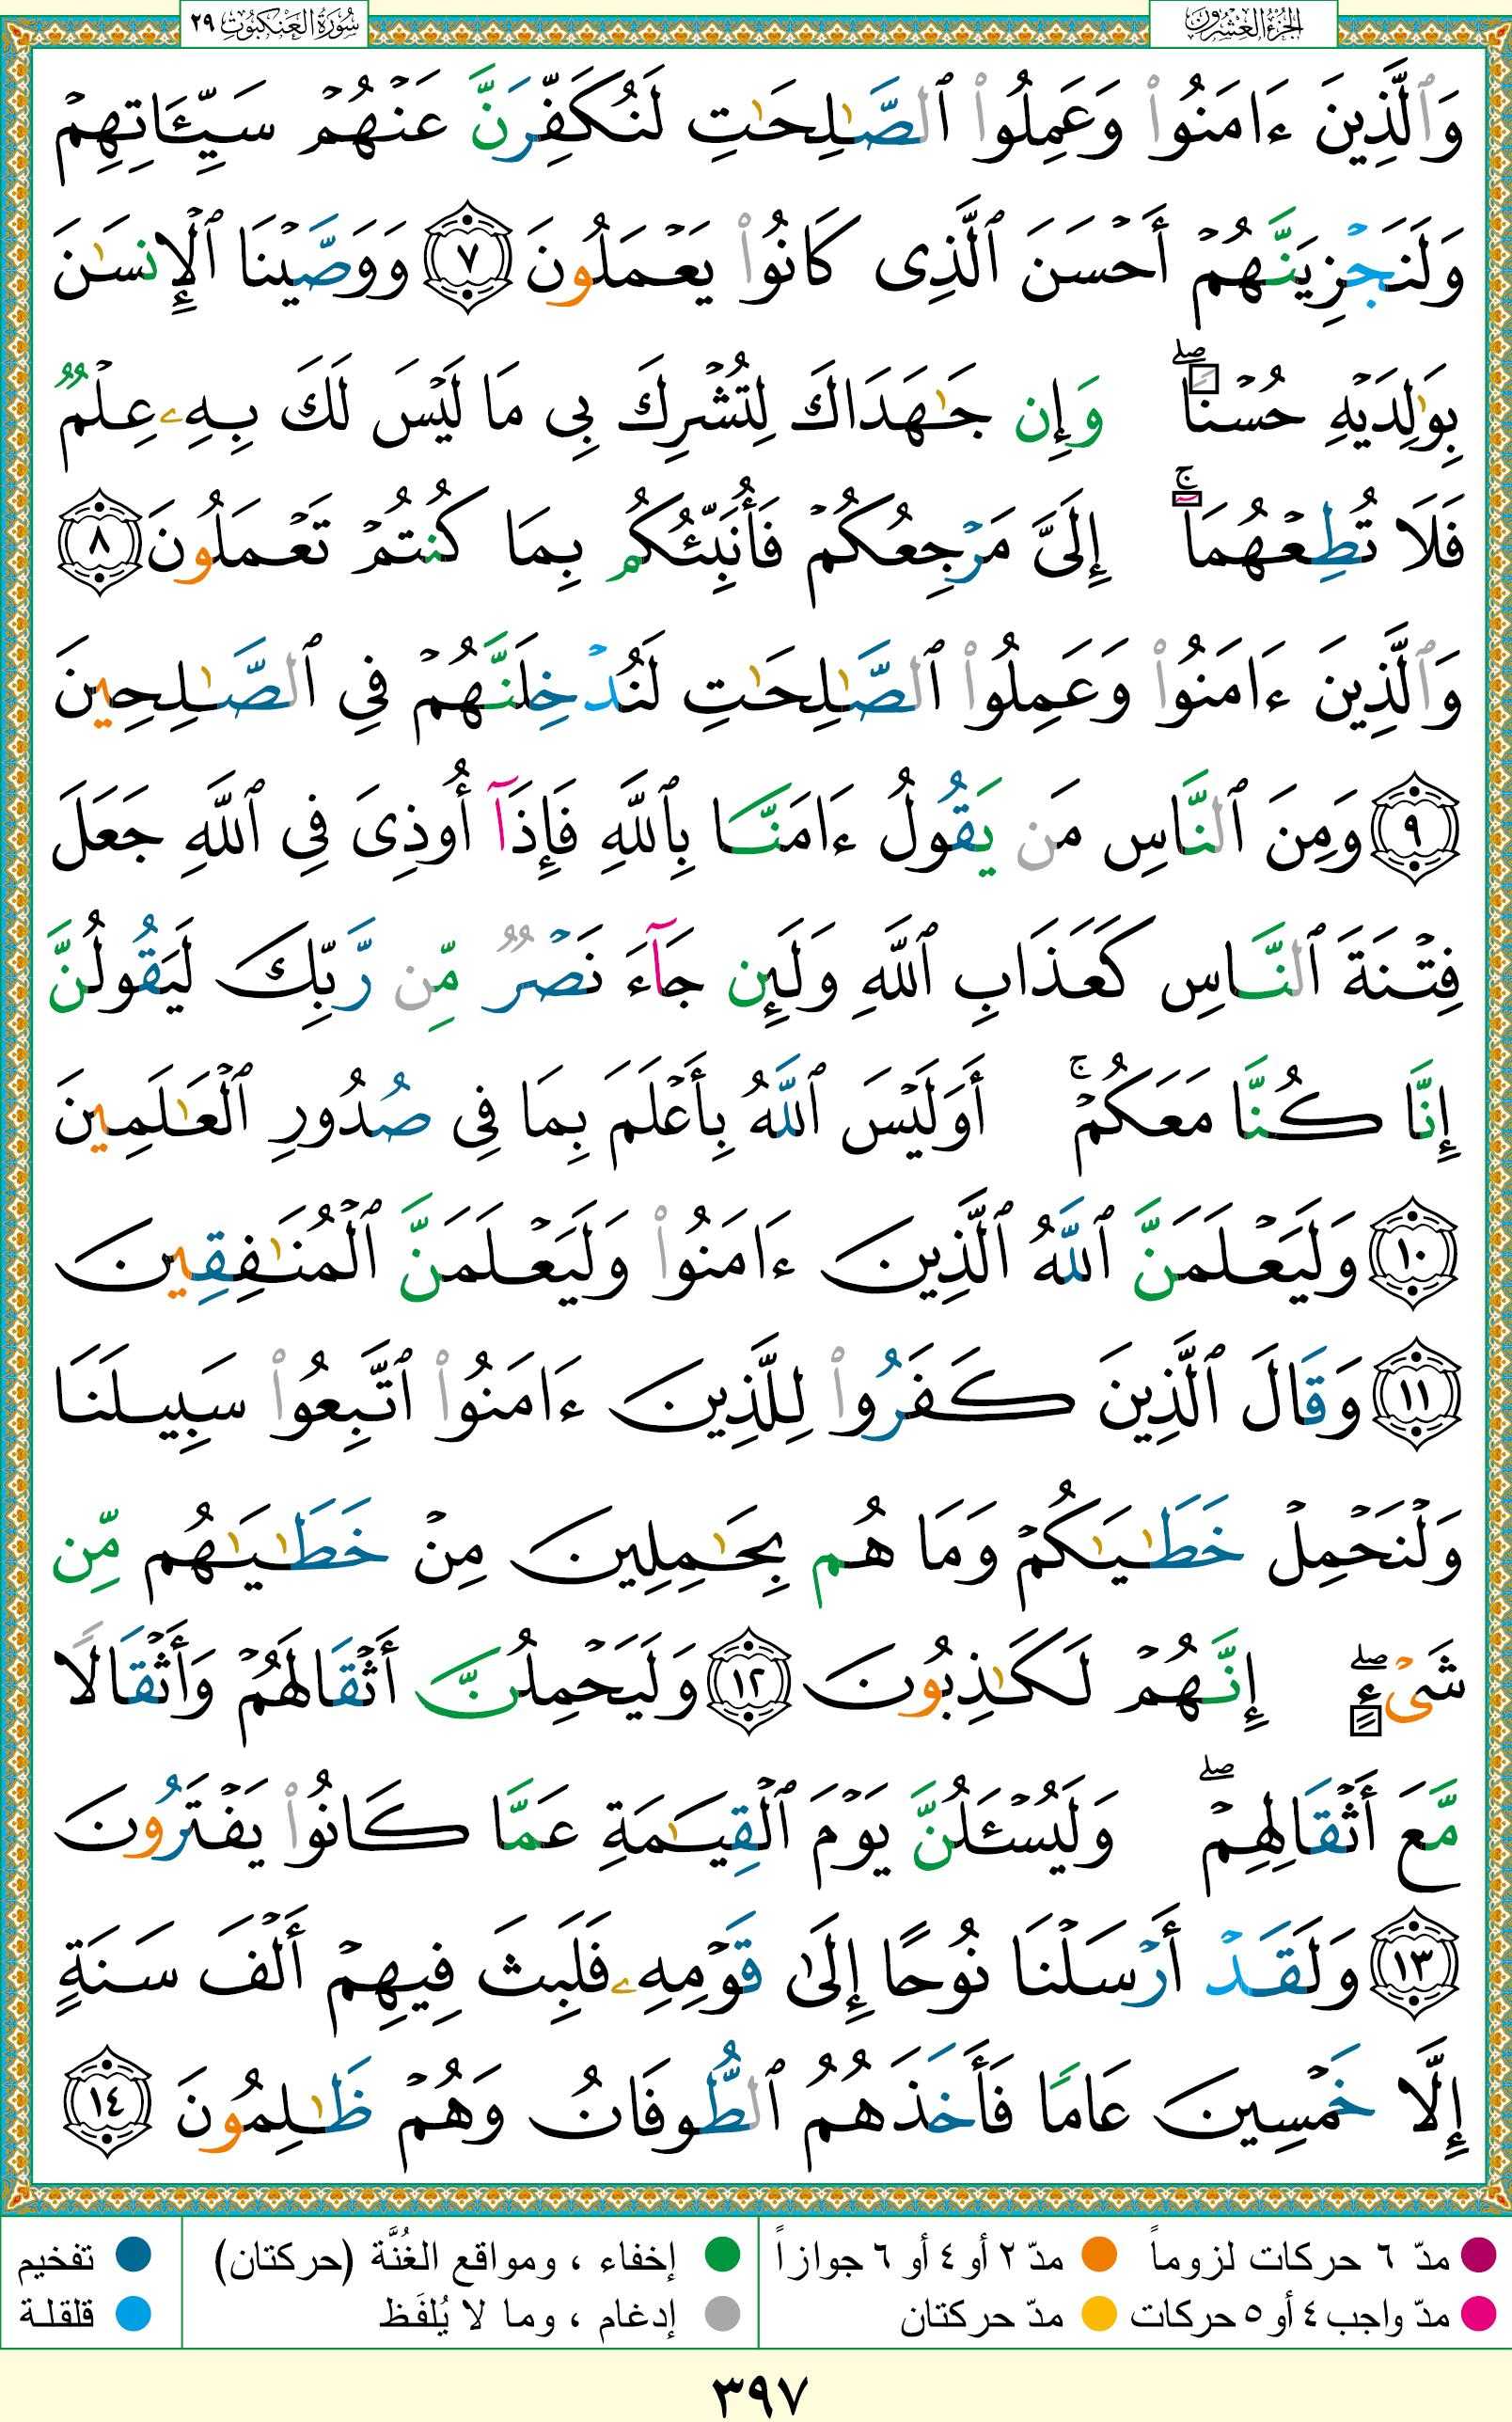 الجزء العشرون
سورة العنكبوت ٢٩
وَٱلَّذِينَ ءَامَنُوا۟ وَعَمِلُوا۟ ٱلصَّـٰلِحَـٰتِ لَنُكَفِّرَنَّ عَنْهُمْ سَيِّـَٔاتِهِمْ
وَلَنَجْزِيَنَّهُمْ أَحْسَنَ ٱلَّذِى كَانُوا۟ يَعْمَلُونَ ٧ وَوَصَّيْنَا ٱلْإِنسَـٰنَ
بِوَٰلِدَيْهِ حُسْنًا ۖ وَإِن جَـٰهَدَاكَ لِتُشْرِكَ بِى مَا لَيْسَ لَكَ بِهِۦ عِلْمٌ
فَلَا تُطِعْهُمَآ ۚ إِلَىَّ مَرْجِعُكُمْ فَأُنَبِّئُكُم بِمَا كُنتُمْ تَعْمَلُونَ ٨
وَٱلَّذِينَ ءَامَنُوا۟ وَعَمِلُوا۟ ٱلصَّـٰلِحَـٰتِ لَنُدْخِلَنَّهُمْ فِى ٱلصَّـٰلِحِينَ
٩ وَمِنَ ٱلنَّاسِ مَن يَقُولُ ءَامَنَّا بِٱللَّهِ فَإِذَآ أُوذِىَ فِى ٱللَّهِ جَعَلَ
فِتْنَةَ ٱلنَّاسِ كَعَذَابِ ٱللَّهِ وَلَئِن جَآءَ نَصْرٌ مِّن رَّبِّكَ لَيَقُولُنَّ
إِنَّا كُنَّا مَعَكُمْ ۚ أَوَلَيْسَ ٱللَّهُ بِأَعْلَمَ بِمَا فِى صُدُورِ ٱلْعَـٰلَمِينَ
١٠ وَلَيَعْلَمَنَّ ٱللَّهُ ٱلَّذِينَ ءَامَنُوا۟ وَلَيَعْلَمَنَّ ٱلْمُنَـٰفِقِينَ
١١ وَقَالَ ٱلَّذِينَ كَفَرُوا۟ لِلَّذِينَ ءَامَنُوا۟ ٱتَّبِعُوا۟ سَبِيلَنَا
وَلْنَحْمِلْ خَطَـٰيَـٰكُمْ وَمَا هُم بِحَـٰمِلِينَ مِنْ خَطَـٰيَـٰهُم مِّن
شَىْءٍ ۖ إِنَّهُمْ لَكَـٰذِبُونَ ١٢ وَلَيَحْمِلُنَّ أَثْقَالَهُمْ وَأَثْقَالًا
مَّعَ أَثْقَالِهِمْ ۖ وَلَيُسْـَٔلُنَّ يَوْمَ ٱلْقِيَـٰمَةِ عَمَّا كَانُوا۟ يَفْتَرُونَ
١٣ وَلَقَدْ أَرْسَلْنَا نُوحًا إِلَىٰ قَوْمِهِۦ فَلَبِثَ فِيهِمْ أَلْفَ سَنَةٍ
إِلَّا خَمْسِينَ عَامًا فَأَخَذَهُمُ ٱلطُّوفَانُ وَهُمْ ظَـٰلِمُونَ ١٤
مدّ ٦ حركات لزوماً مدّ ٢ أو ٤ أو ٦ جوازاً إخفاء ، ومواقع الغُنَّة (حركتان) تفخيم
مدّ واجب ٤ أو ٥ حركات مدّ حركتان إدغام ، وما لا يُلفَظ قلقلة
٣٩٧